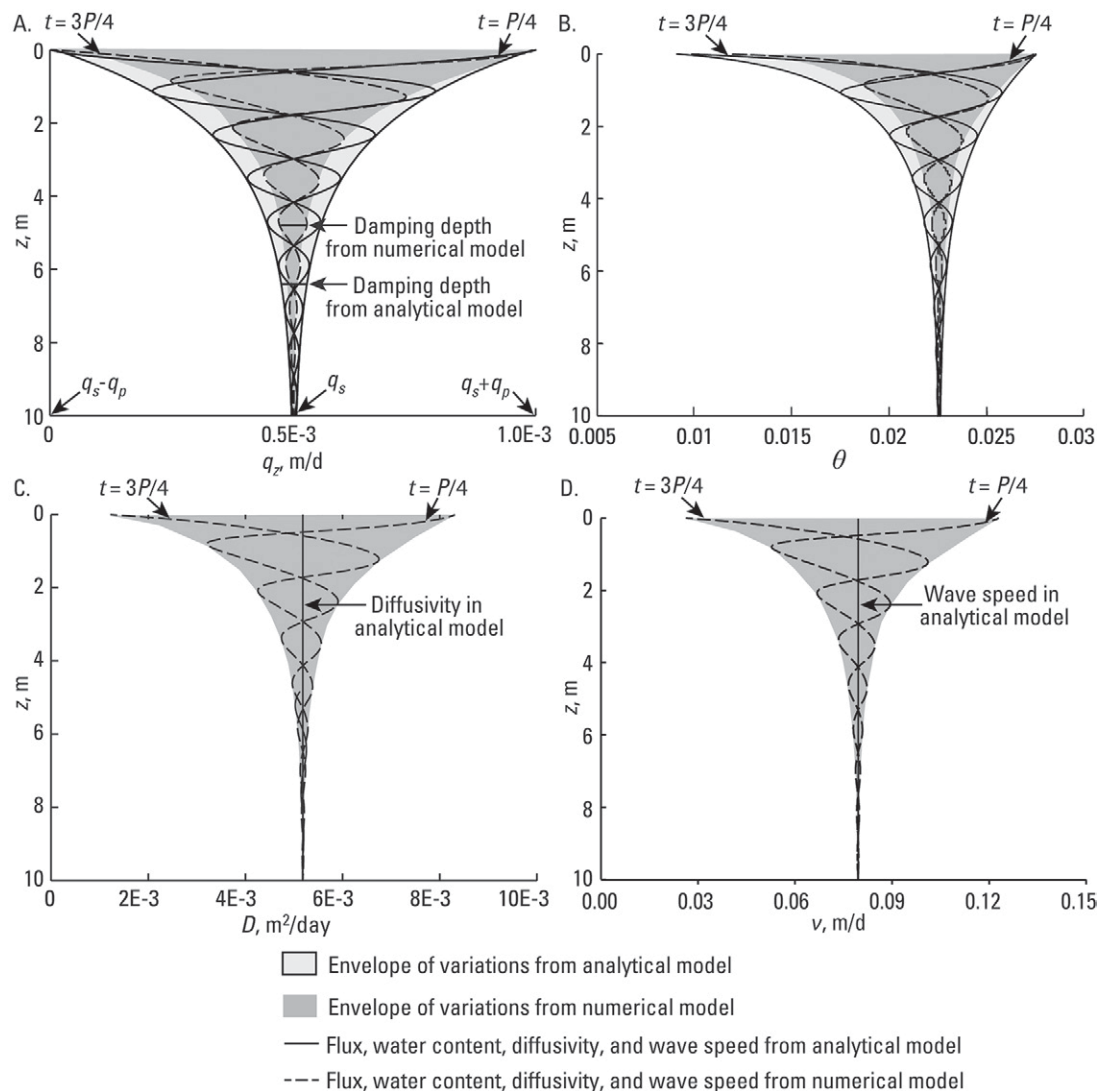 A.
t = 3P/4
t = P/4
0
2
4
6
8
10
z, m
Damping depth
from numerical model
Damping depth
from analytical model
qs-qp
qs
qs+qp
0
0.5E-3
1.0E-3
qz, m/d
B.
t = 3P/4
t = P/4
0
2
4
6
8
10
z, m
0.005
0.01
0.015
0.02
0.025
0.03
θ
C.
t = 3P/4
t = P/4
0
2
4
6
8
10
z, m
Diffusivity in
analytical model
0
2E-3
4E-3
6E-3
8E-3
10E-3
D, m²/day
D.
t = 3P/4
t = P/4
0
2
4
6
8
10
z, m
Wave speed in
analytical model
0.00
0.03
0.06
0.09
0.12
0.15
v, m/d
Envelope of variations from analytical model
Envelope of variations from numerical model
Flux, water content, diffusivity, and wave speed from analytical model
Flux, water content, diffusivity, and wave speed from numerical model